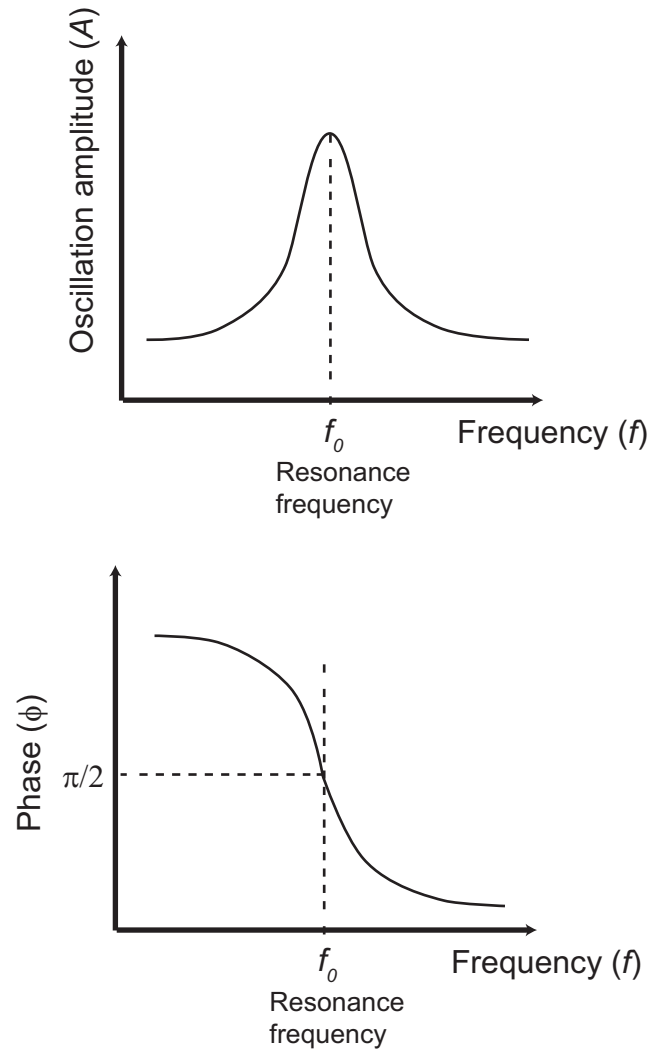 Oscillation amplitude (A)
f₀
Frequency (f)
Resonance
frequency
Phase (ϕ)
π/2
f₀
Frequency (f)
Resonance
frequency